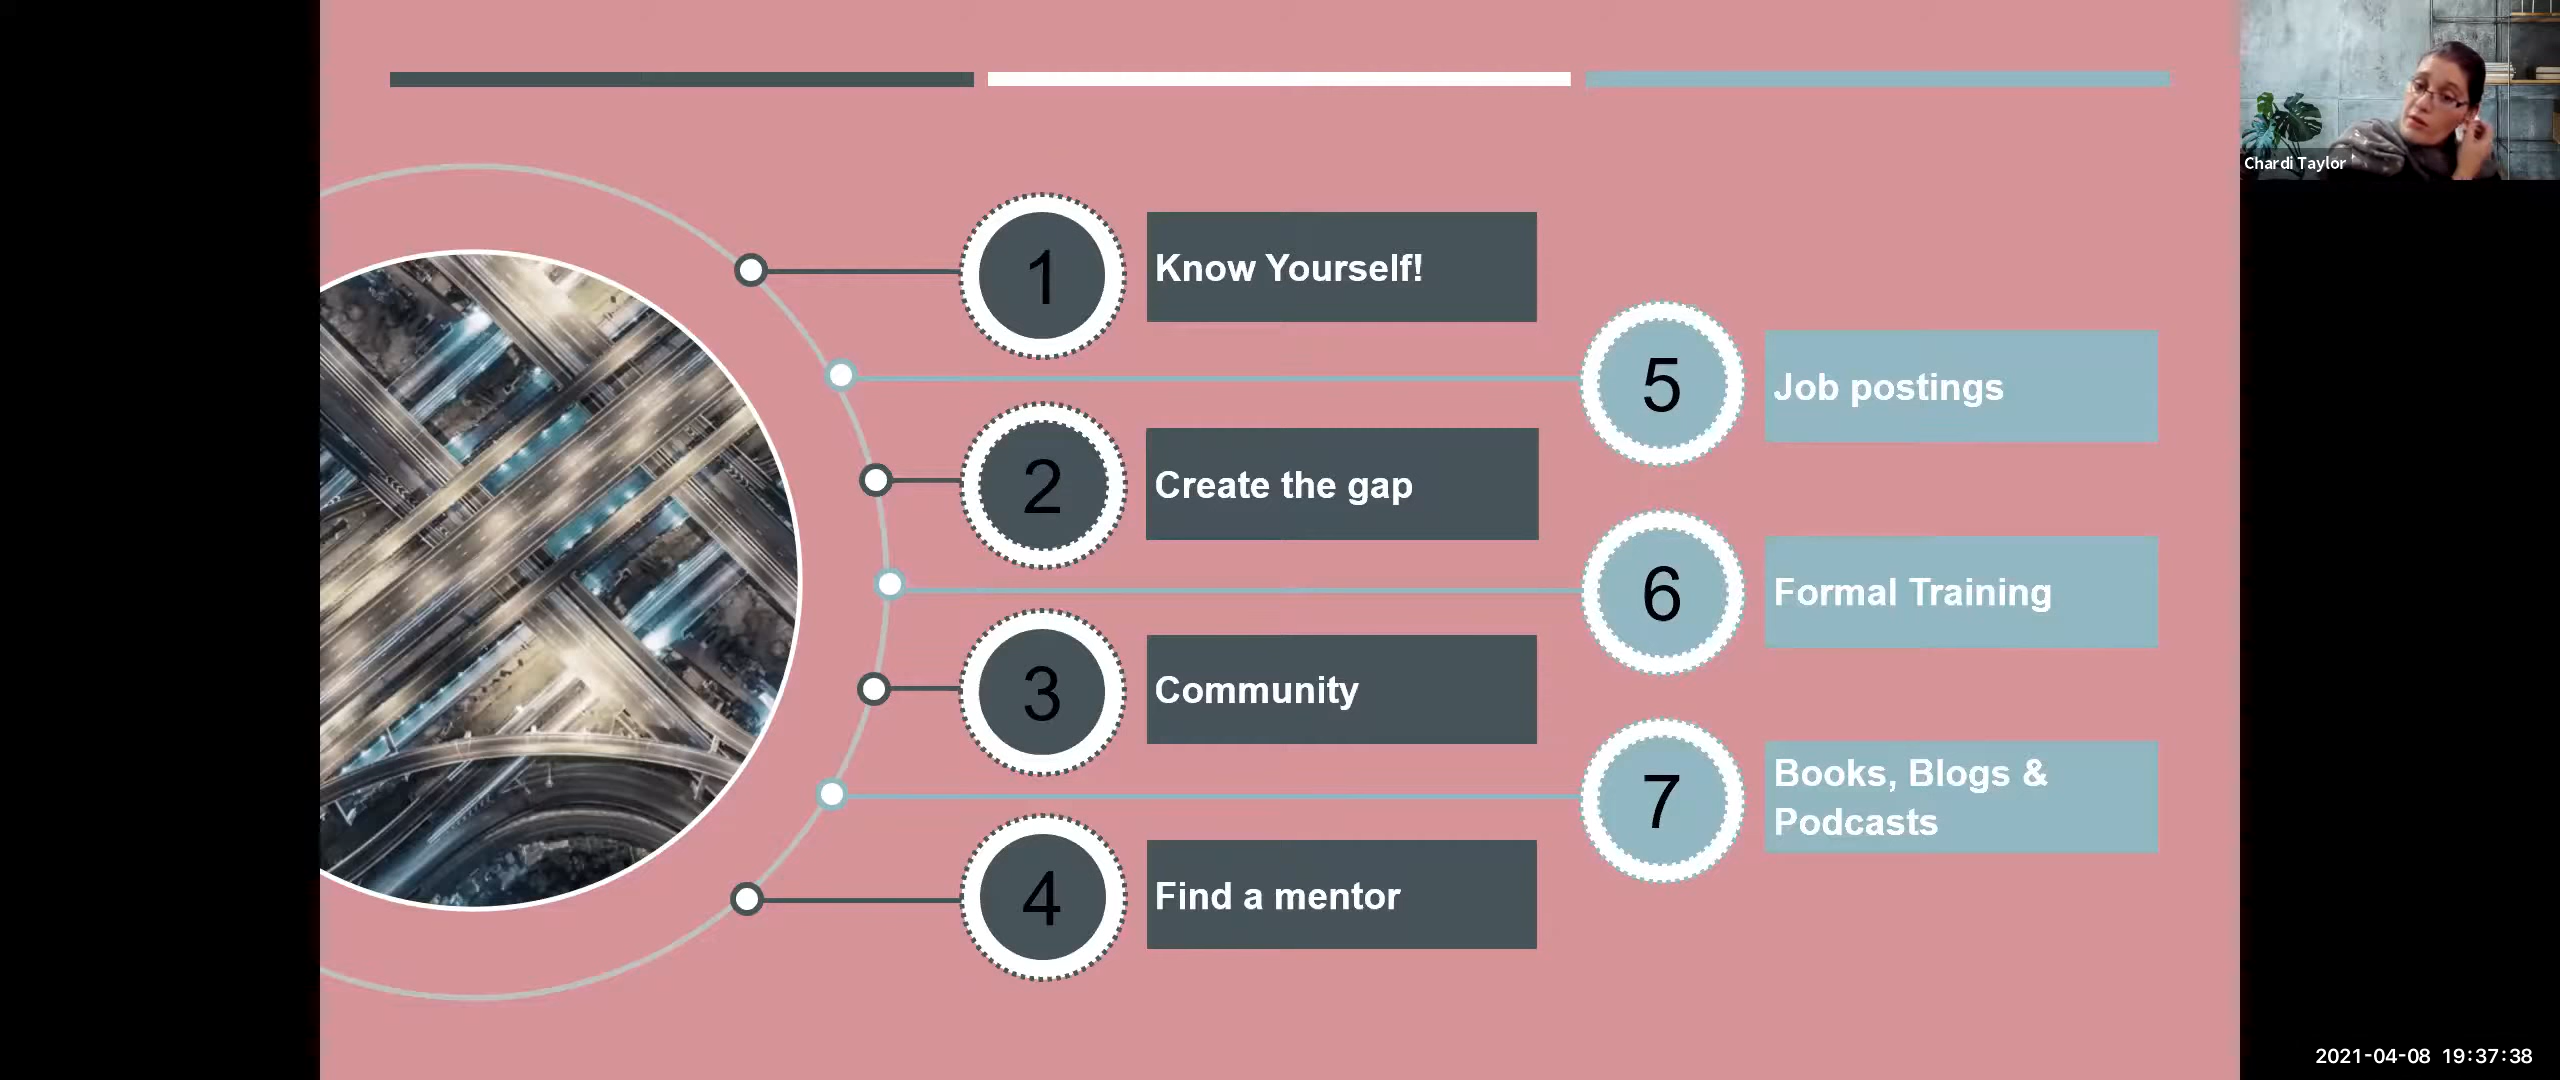 Chardi Taylor
1
Know Yourself!
2
Create the gap
3
Community
4
Find a mentor
5
Job postings
6
Formal Training
7
Books, Blogs &
Podcasts
2021-04-08 19:37:38